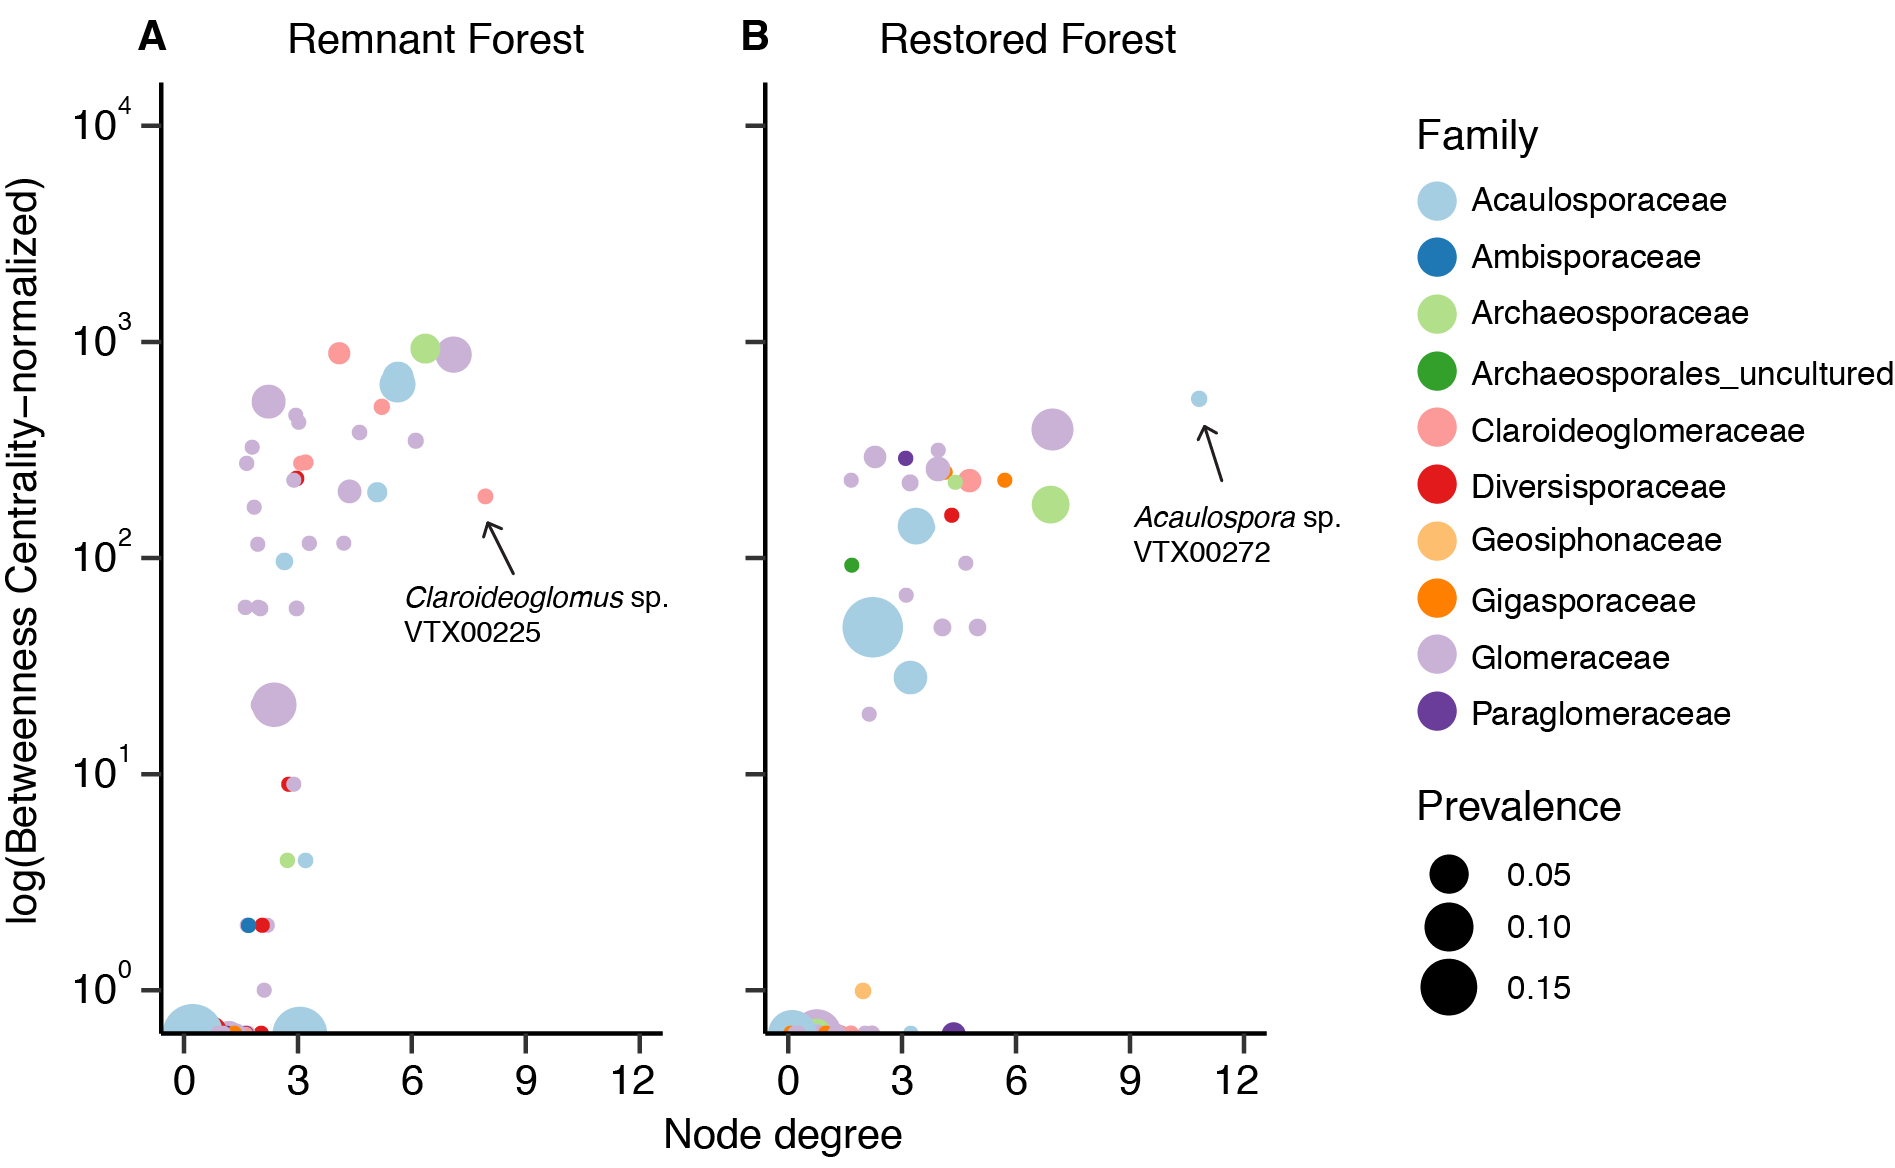 A Remnant Forest
B Restored Forest
log(Betweenness Centrality−normalized)
10^4
10^3
10^2
10^1
10^0
Claroideoglomus sp.
VTX00225
Acaulospora sp.
VTX00272
0 3 6 9 12
0 3 6 9 12
Node degree
Family
Acaulosporaceae
Ambisporaceae
Archaeosporaceae
Archaeosporales_uncultured
Claroideoglomeraceae
Diversisporaceae
Geosiphonaceae
Gigasporaceae
Glomeraceae
Paraglomeraceae
Prevalence
0.05
0.10
0.15